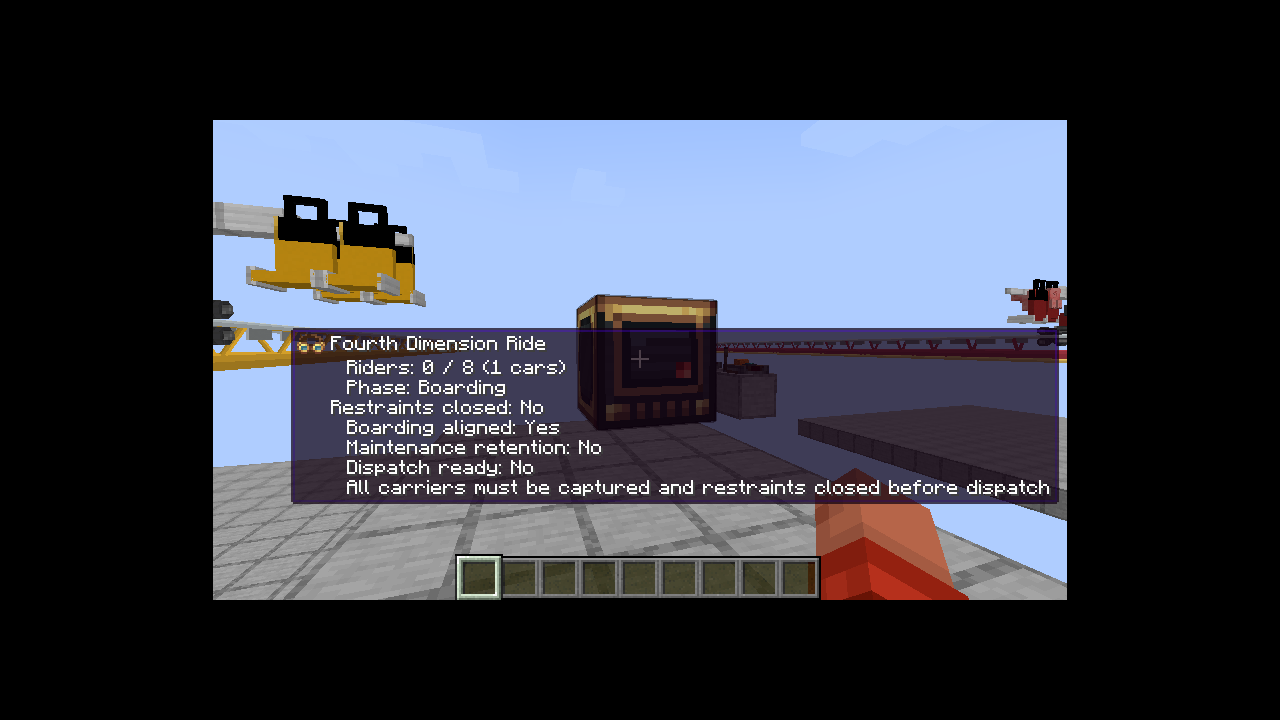 Fourth Dimension Ride
Riders: 0 / 8 (1 cars)
Phase: Boarding
Restraints closed: No
Boarding aligned: Yes
Maintenance retention: No
Dispatch ready: No
All carriers must be captured and restraints closed before dispatch